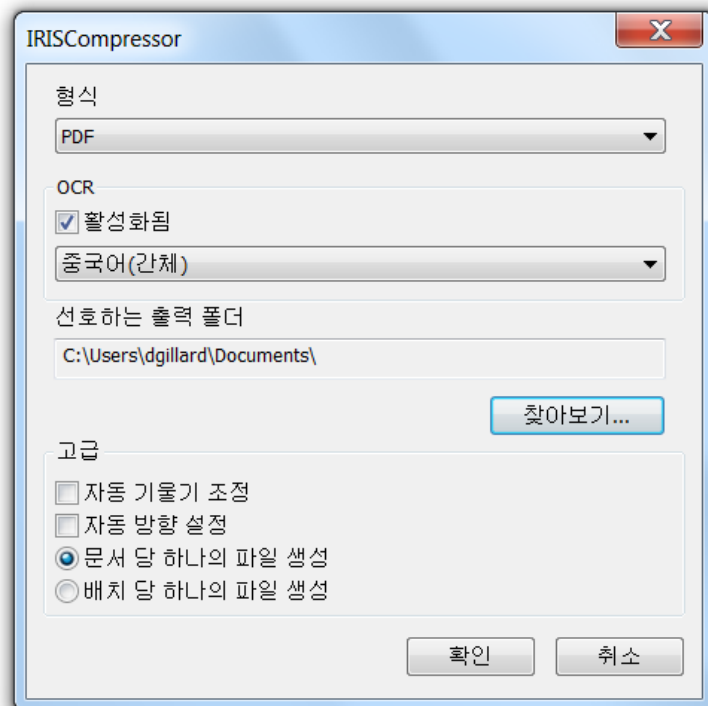 IRISCompressor
형식
PDF
OCR
활성화됨
중국어(간체)
선호하는 출력 폴더
C:\Users\dgillard\Documents\
찾아보기...
고급
자동 기울기 조정
자동 방향 설정
문서 당 하나의 파일 생성
배치 당 하나의 파일 생성
확인 취소